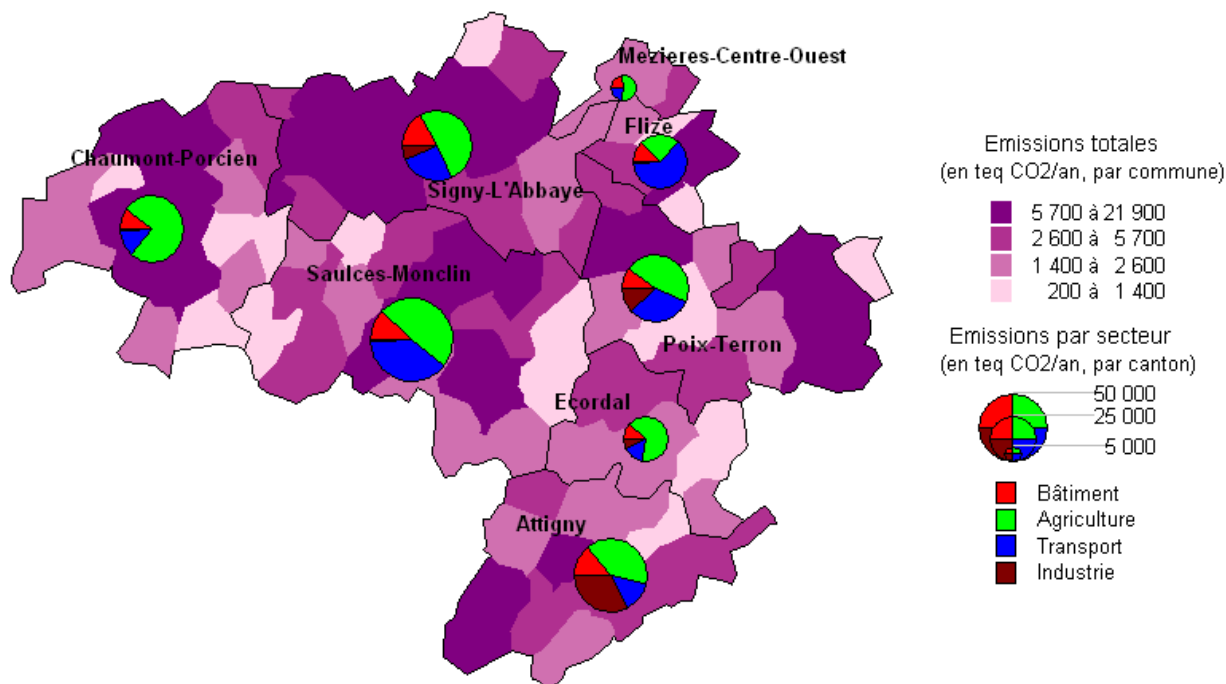 Mezieres-Centre-Ouest
Flize
Chaumont-Porcien
Signy-L'Abbaye
Saulces-Monclin
Poix-Terron
Ecordal
Attigny
Emissions totales
(en teq CO2/an, par commune)
5 700 à 21 900
2 600 à 5 700
1 400 à 2 600
200 à 1 400
Emissions par secteur
(en teq CO2/an, par canton)
50 000
25 000
5 000
Bâtiment
Agriculture
Transport
Industrie